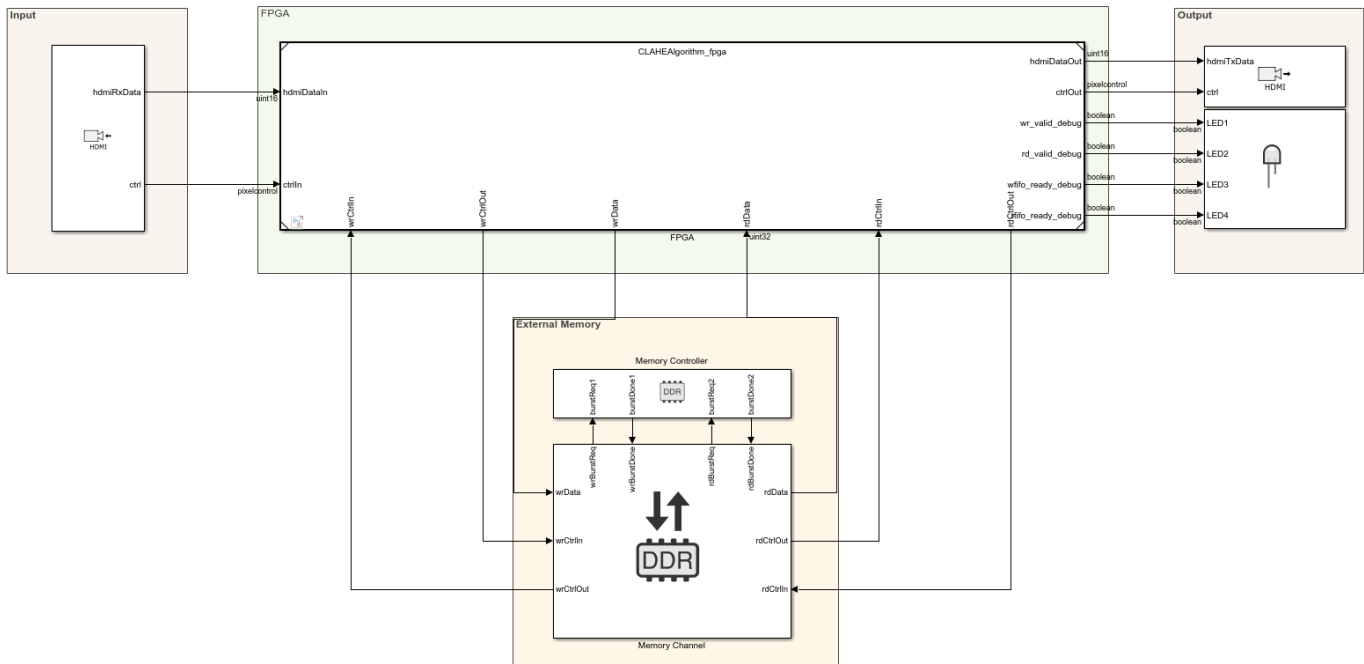 Input
FPGA
Output
hdmiRxData
HDMI
ctrl
uint16
pixelcontrol
CLAHEAlgorithm_fpga
hdmiDataIn
ctrlIn
hdmiDataOut
ctrlOut
wr_valid_debug
rd_valid_debug
wfifo_ready_debug
rfifo_ready_debug
wrCtrlIn
wrCtrlOut
wrData
rdData
rdCtrlIn
rdCtrlOut
FPGA
uint32
uint16
pixelcontrol
boolean
boolean
boolean
boolean
boolean
boolean
boolean
boolean
hdmiTxData
HDMI
ctrl
LED1
LED2
LED3
LED4
External Memory
Memory Controller
burstReq1
burstDone1
DDR
burstReq2
burstDone2
wrBurstReq
wrBurstDone
rdBurstReq
rdBurstDone
wrData
rdData
wrCtrlIn
DDR
rdCtrlOut
wrCtrlOut
rdCtrlIn
Memory Channel